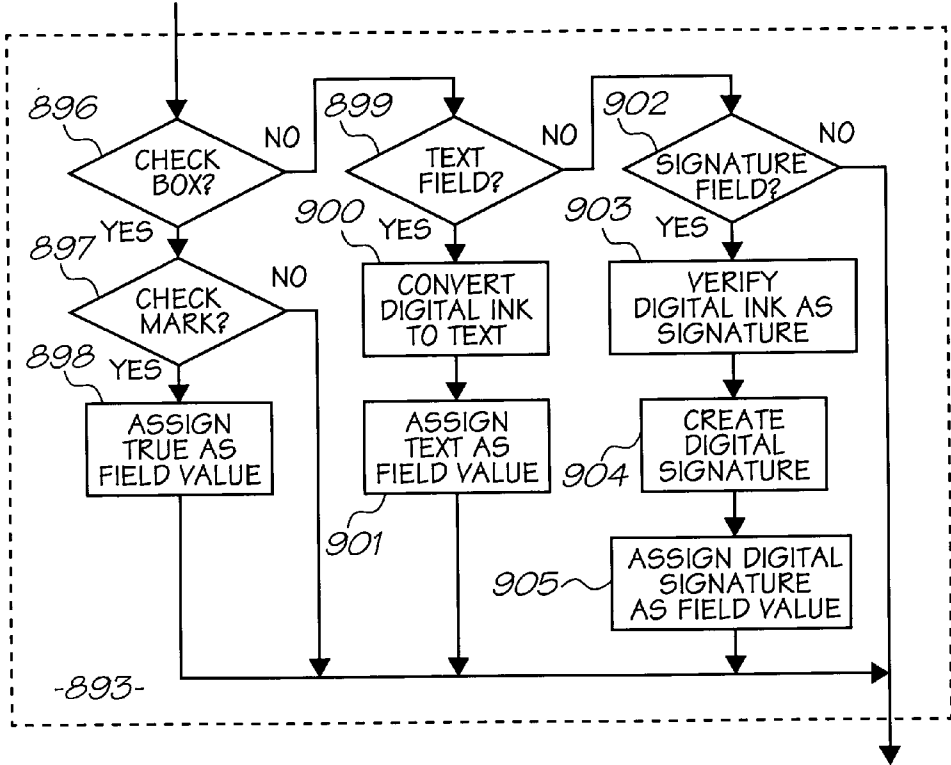 896
CHECK
BOX?
NO
YES
897
CHECK
MARK?
NO
YES
898
ASSIGN
TRUE AS
FIELD VALUE
899
TEXT
FIELD?
NO
YES
900
CONVERT
DIGITAL INK
TO TEXT
ASSIGN
TEXT AS
FIELD VALUE
901
902
SIGNATURE
FIELD?
NO
YES
903
VERIFY
DIGITAL INK AS
SIGNATURE
CREATE
DIGITAL
SIGNATURE
904
905
ASSIGN DIGITAL
SIGNATURE
AS FIELD VALUE
-893-